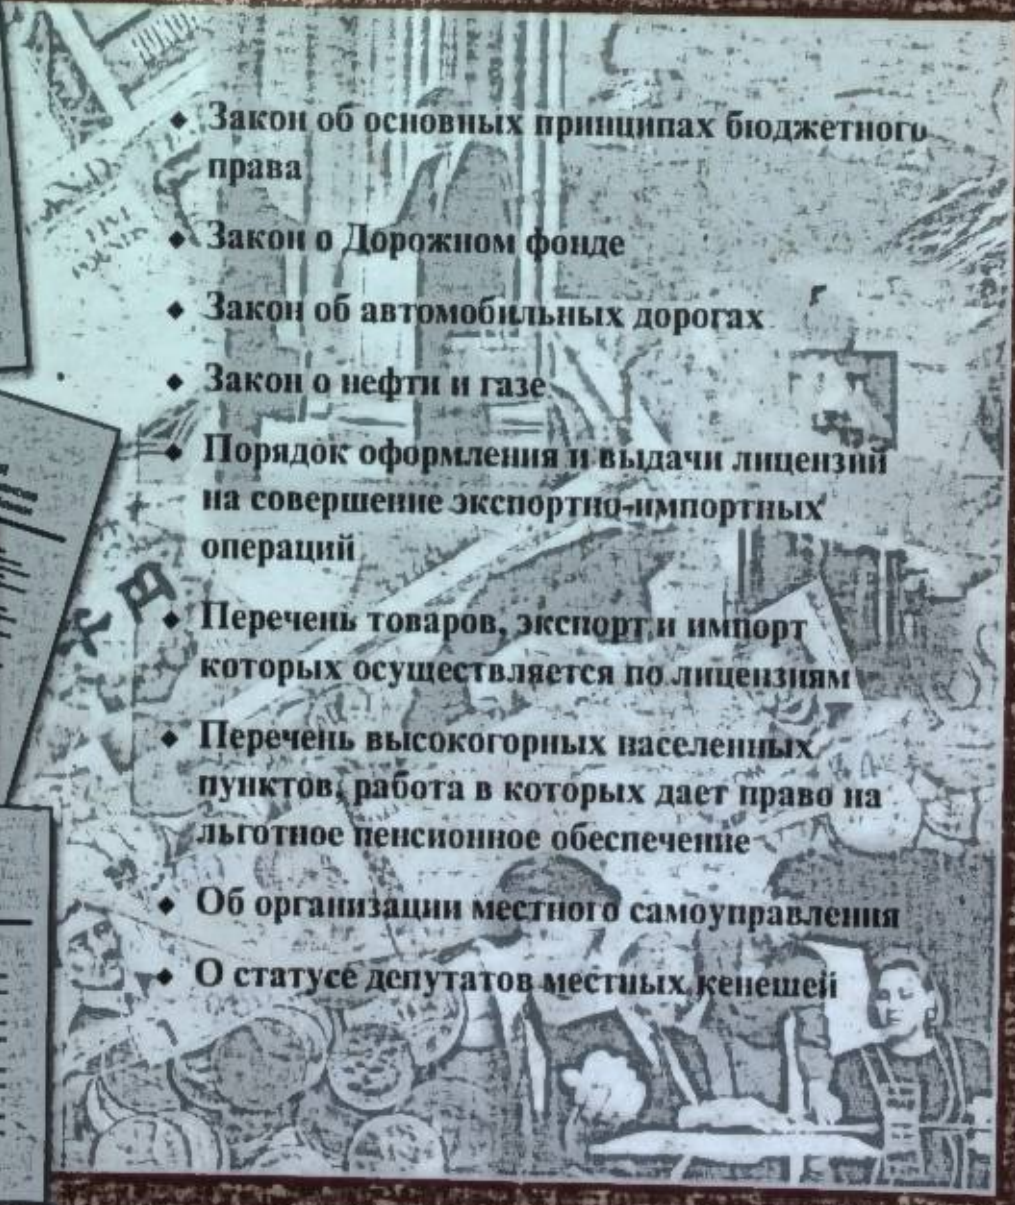 ◆ Закон об основных принципах бюджетного
права
◆ Закон о Дорожном фонде
◆ Закон об автомобильных дорогах
◆ Закон о нефти и газе
◆ Порядок оформления и выдачи лицензий
на совершение экспортно-импортных
операций
◆ Перечень товаров, экспорт и импорт
которых осуществляется по лицензиям
◆ Перечень высокогорных населенных
пунктов, работа в которых дает право на
льготное пенсионное обеспечение
◆ Об организации местного самоуправления
◆ О статусе депутатов местных кенешей